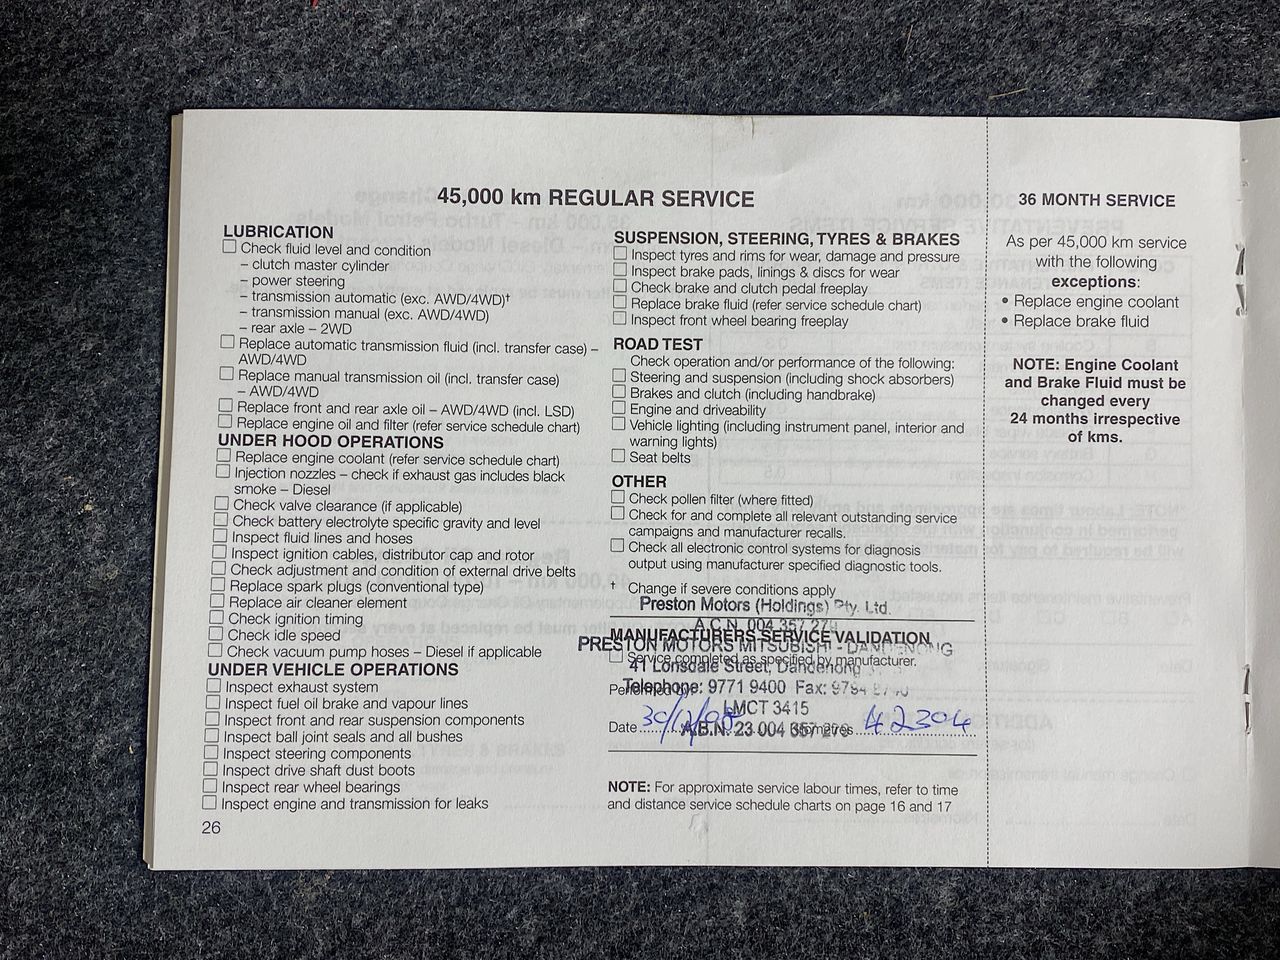 45,000 km REGULAR SERVICE
LUBRICATION
☐ Check fluid level and condition
– clutch master cylinder
– power steering
– transmission automatic (exc. AWD/4WD)†
– transmission manual (exc. AWD/4WD)
– rear axle – 2WD
☐ Replace automatic transmission fluid (incl. transfer case) –
AWD/4WD
☐ Replace manual transmission oil (incl. transfer case)
– AWD/4WD
☐ Replace front and rear axle oil – AWD/4WD (incl. LSD)
☐ Replace engine oil and filter (refer service schedule chart)
UNDER HOOD OPERATIONS
☐ Replace engine coolant (refer service schedule chart)
☐ Injection nozzles – check if exhaust gas includes black
smoke – Diesel
☐ Check valve clearance (if applicable)
☐ Check battery electrolyte specific gravity and level
☐ Inspect fluid lines and hoses
☐ Inspect ignition cables, distributor cap and rotor
☐ Check adjustment and condition of external drive belts
☐ Replace spark plugs (conventional type)
☐ Replace air cleaner element
☐ Check ignition timing
☐ Check idle speed
☐ Check vacuum pump hoses – Diesel if applicable
UNDER VEHICLE OPERATIONS
☐ Inspect exhaust system
☐ Inspect fuel oil brake and vapour lines
☐ Inspect front and rear suspension components
☐ Inspect ball joint seals and all bushes
☐ Inspect steering components
☐ Inspect drive shaft dust boots
☐ Inspect rear wheel bearings
☐ Inspect engine and transmission for leaks
26
SUSPENSION, STEERING, TYRES & BRAKES
☐ Inspect tyres and rims for wear, damage and pressure
☐ Inspect brake pads, linings & discs for wear
☐ Check brake and clutch pedal freeplay
☐ Replace brake fluid (refer service schedule chart)
☐ Inspect front wheel bearing freeplay
ROAD TEST
Check operation and/or performance of the following:
☐ Steering and suspension (including shock absorbers)
☐ Brakes and clutch (including handbrake)
☐ Engine and driveability
☐ Vehicle lighting (including instrument panel, interior and
warning lights)
☐ Seat belts
OTHER
☐ Check pollen filter (where fitted)
☐ Check for and complete all relevant outstanding service
campaigns and manufacturer recalls.
☐ Check all electronic control systems for diagnosis
output using manufacturer specified diagnostic tools.
† Change if severe conditions apply
Preston Motors (Holdings) Pty. Ltd.
A.C.N. 004 357
MANUFACTURERS SERVICE VALIDATION
PRESTON MOTORS MITSUBISHI - DANDENONG
☐ Service completed as specified by manufacturer.
41 Lonsdale Street, Dandenong
Telephone: 9771 9400 Fax:
LMCT 3415
Date 30/12/ Kilometres 42304
A.B.N. 23 004 357
NOTE: For approximate service labour times, refer to time
and distance service schedule charts on page 16 and 17
36 MONTH SERVICE
As per 45,000 km service
with the following
exceptions:
• Replace engine coolant
• Replace brake fluid
NOTE: Engine Coolant
and Brake Fluid must be
changed every
24 months irrespective
of kms.